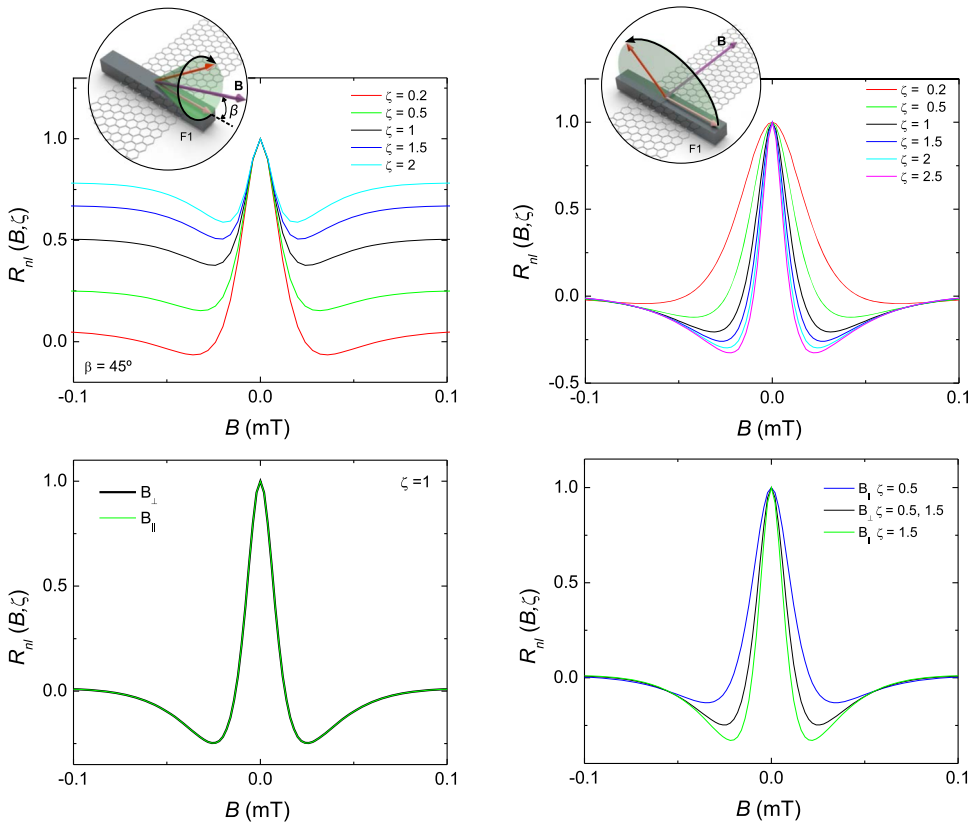 B
β
F1
ζ = 0.2
ζ = 0.5
ζ = 1
ζ = 1.5
ζ = 2
1.0
0.5
0.0
R_nl (B,ζ)
β = 45º
-0.1
0.0
0.1
B (mT)
B
F1
ζ = 0.2
ζ = 0.5
ζ = 1
ζ = 1.5
ζ = 2
ζ = 2.5
1.0
0.5
0.0
-0.5
R_nl (B,ζ)
-0.1
0.0
0.1
B (mT)
B⊥
B||
ζ =1
1.0
0.5
0.0
R_nl (B,ζ)
-0.1
0.0
0.1
B (mT)
B|| ζ = 0.5
B⊥ ζ = 0.5, 1.5
B|| ζ = 1.5
1.0
0.5
0.0
R_nl (B,ζ)
-0.1
0.0
0.1
B (mT)